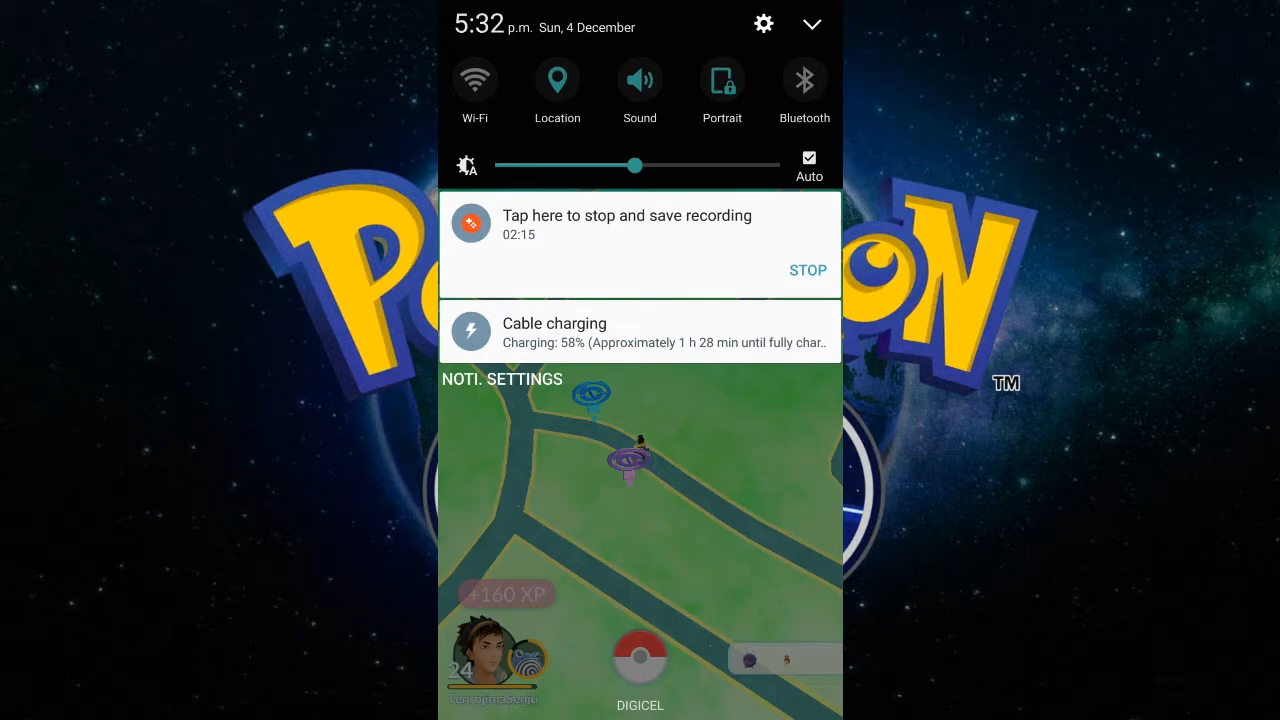 5:32 p.m. Sun, 4 December
Wi-Fi Location Sound Portrait Bluetooth
A Auto
Tap here to stop and save recording
02:15
STOP
Cable charging
Charging: 58% (Approximately 1 h 28 min until fully char..
NOTI. SETTINGS
POKÉMON
TM
+160 XP
24
TenrojimaSenju
DIGICEL